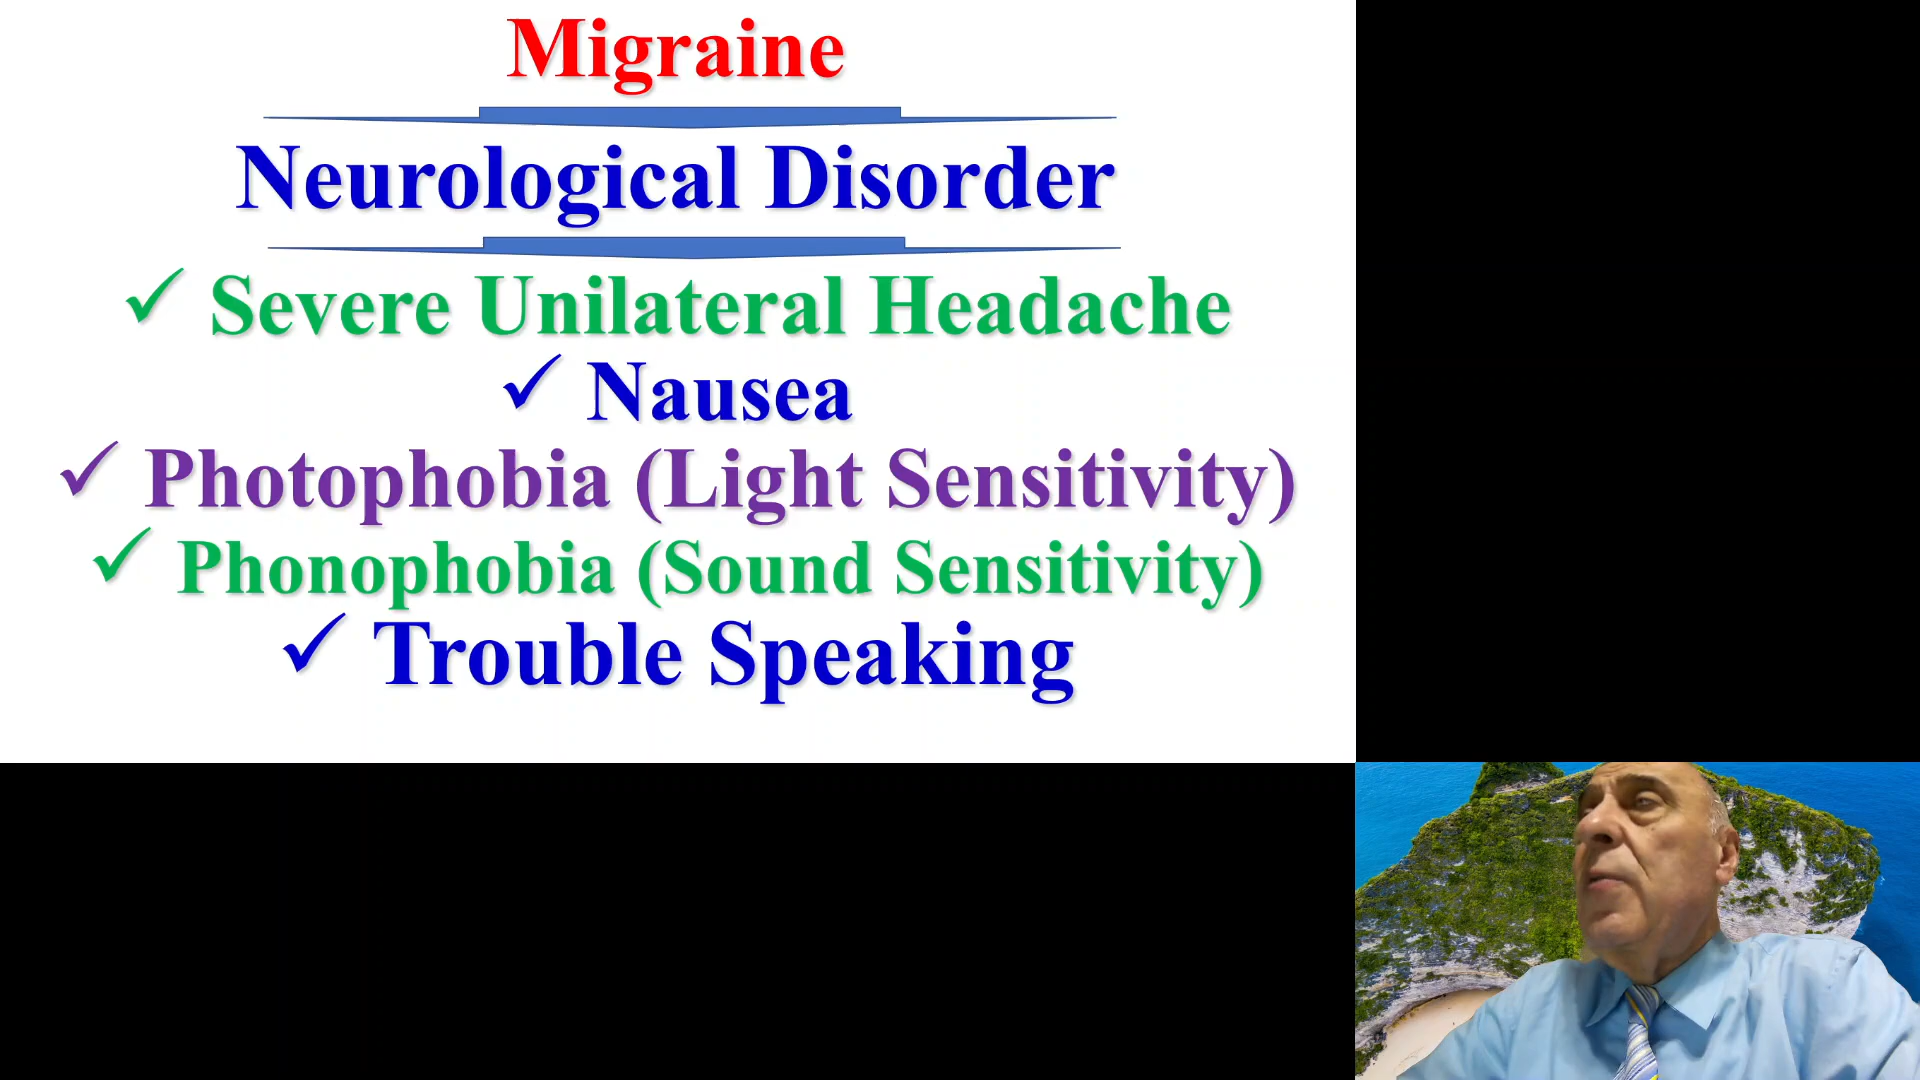 Migraine
Neurological Disorder
✓ Severe Unilateral Headache
✓ Nausea
✓ Photophobia (Light Sensitivity)
✓ Phonophobia (Sound Sensitivity)
✓ Trouble Speaking